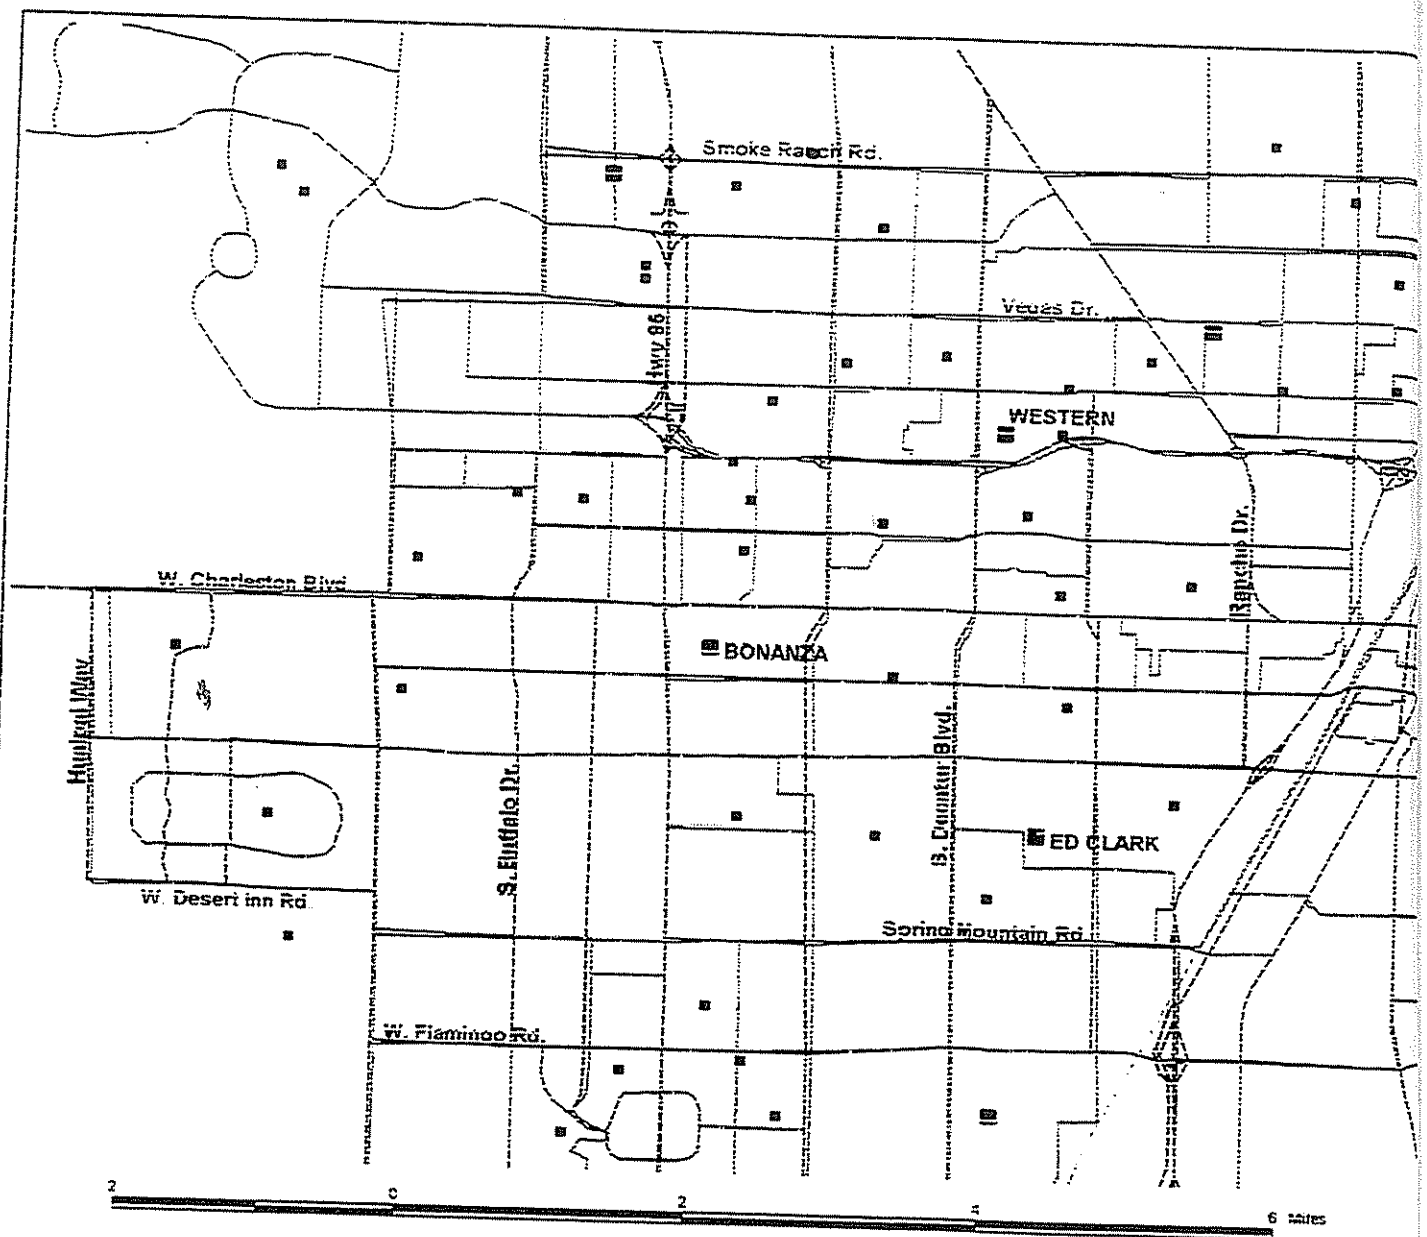 Smoke Ranch Rd.
Vegas Dr.
Hwy 95
WESTERN
Rancho Dr.
W. Charleston Blvd.
BONANZA
Hualpai Way
S. Buffalo Dr.
S. Decatur Blvd.
ED CLARK
W. Desert Inn Rd.
Spring Mountain Rd.
W. Flamingo Rd.
2 0 2 4 6 Miles